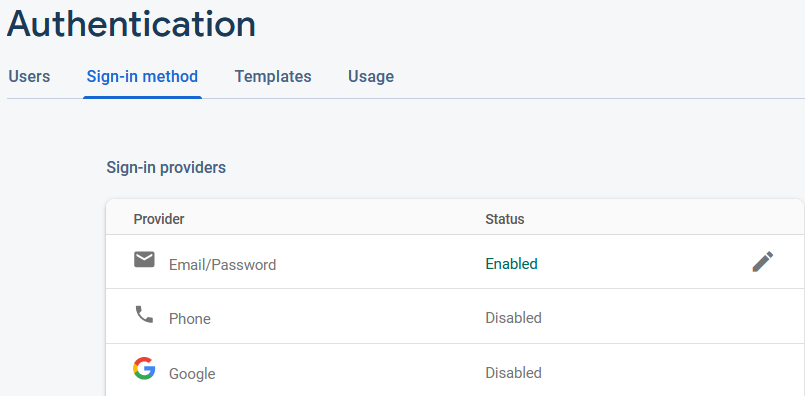 Authentication
Users Sign-in method Templates Usage
Sign-in providers
Provider Status
Email/Password Enabled
Phone Disabled
Google Disabled